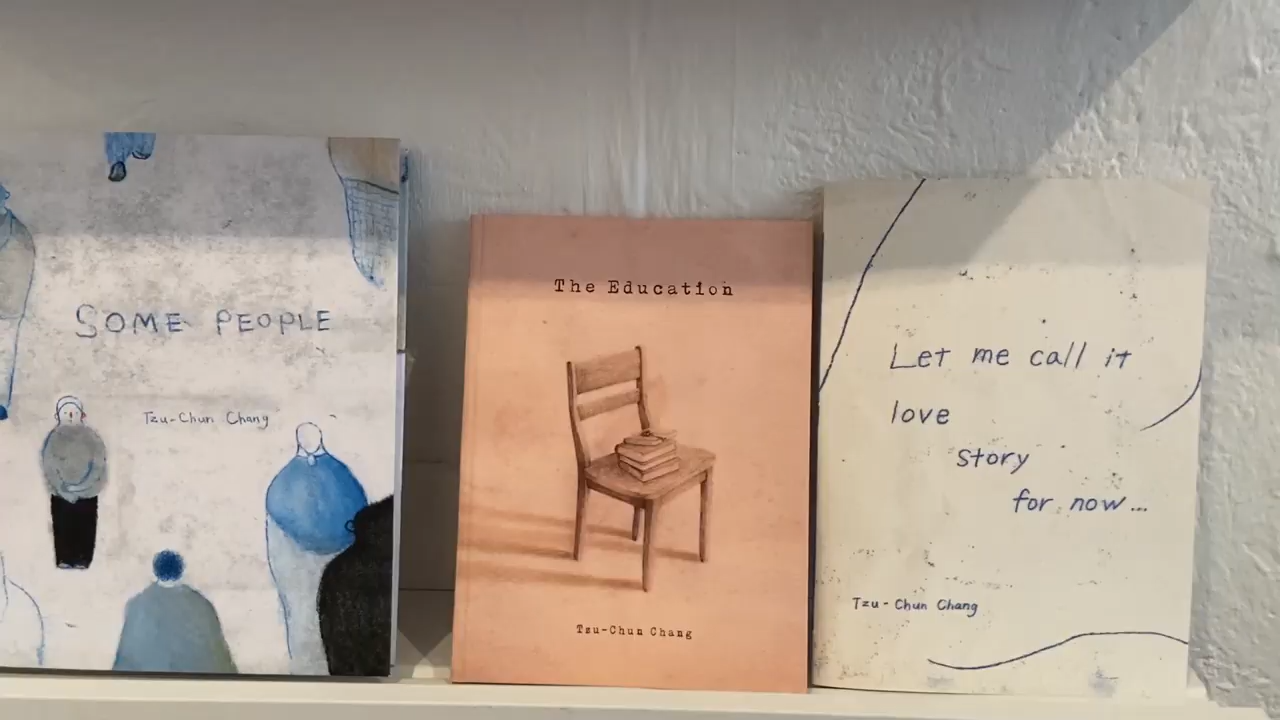 SOME PEOPLE
Tzu-Chun Chang
The Education
Tzu-Chun Chang
Let me call it
love
story
for now...
Tzu-Chun Chang